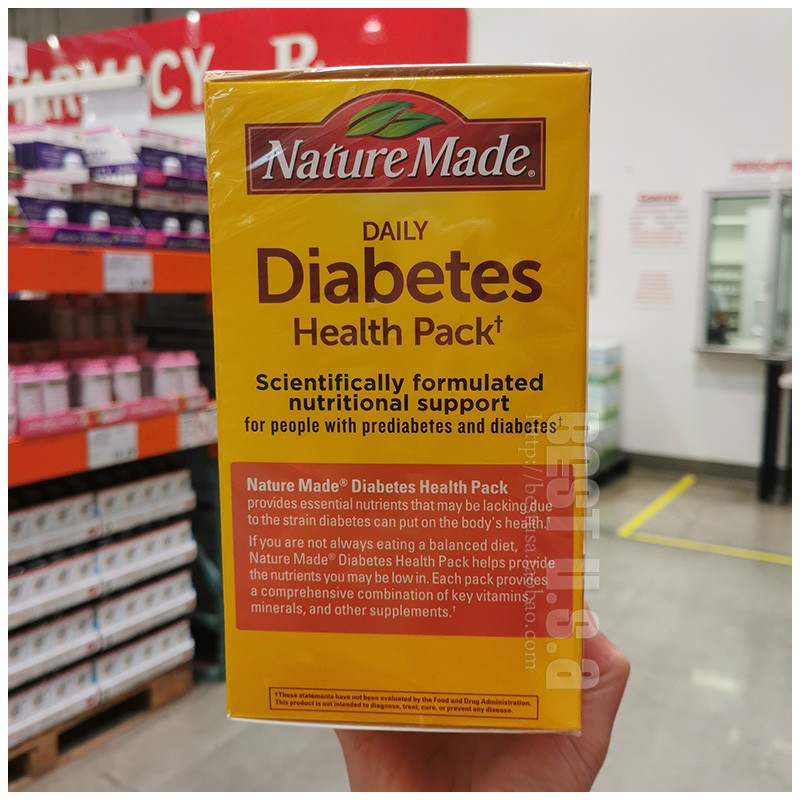 PHARMACY Rx
Nature Made®
DAILY
Diabetes
Health Pack†
Scientifically formulated
nutritional support
for people with prediabetes and diabetes†
Nature Made® Diabetes Health Pack
provides essential nutrients that may be lacking due
to the strain diabetes can put on the body's health.†
If you are not always eating a balanced diet,
Nature Made® Diabetes Health Pack helps provide
the nutrients you may be low in. Each pack provides
a comprehensive combination of key vitamins,
minerals, and other supplements.†
†These statements have not been evaluated by the Food and Drug Administration.
This product is not intended to diagnose, treat, cure, or prevent any disease.
BEST U.S.A